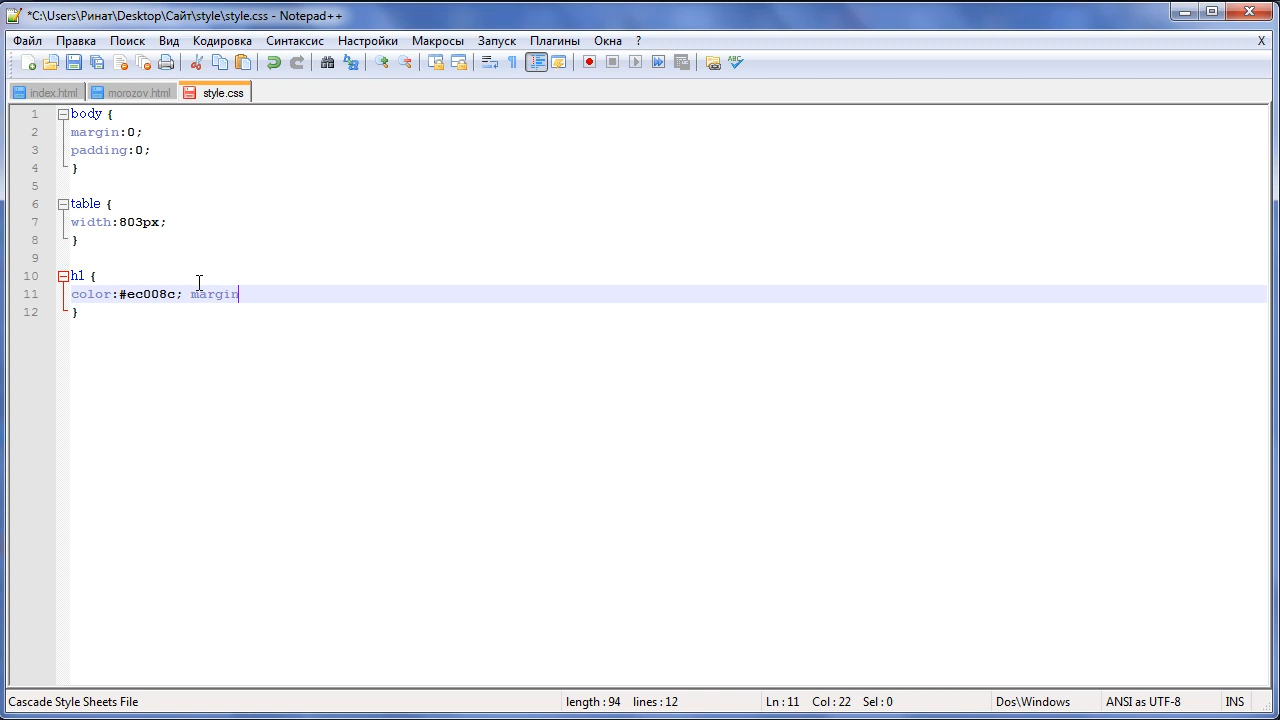 *C:\Users\Ринат\Desktop\Сайт\style\style.css - Notepad++
Файл Правка Поиск Вид Кодировка Синтаксис Настройки Макросы Запуск Плагины Окна ? X
index.html morozov.html style.css
1 body {
2 margin:0;
3 padding:0;
4 }
5
6 table {
7 width:803px;
8 }
9
10 h1 {
11 color:#ec008c; margin
12 }
Cascade Style Sheets File length : 94 lines : 12 Ln : 11 Col : 22 Sel : 0 Dos\Windows ANSI as UTF-8 INS